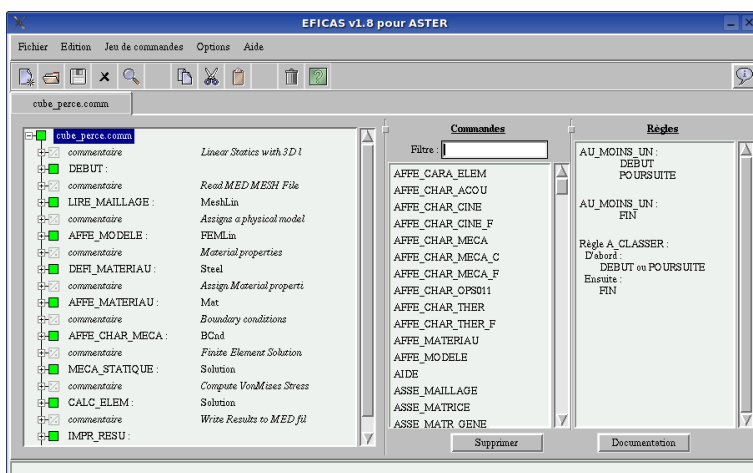 EFICAS v1.8 pour ASTER
Fichier Edition Jeu de commandes Options Aide
cube_perce.comm
cube_perce.comm
commentaire Linear Statics with 3D l
DEBUT :
commentaire Read MED MESH File
LIRE_MAILLAGE : MeshLin
commentaire Assigns a physical model
AFFE_MODELE : FEMLin
commentaire Material properties
DEFI_MATERIAU : Steel
commentaire Assign Material properti
AFFE_MATERIAU : Mat
commentaire Boundary conditions
AFFE_CHAR_MECA : BCnd
commentaire Finite Element Solution
MECA_STATIQUE : Solution
commentaire Compute VonMises Stress
CALC_ELEM : Solution
commentaire Write Results to MED fil
IMPR_RESU :
Commandes
Filtre :
AFFE_CARA_ELEM
AFFE_CHAR_ACOU
AFFE_CHAR_CINE
AFFE_CHAR_CINE_F
AFFE_CHAR_MECA
AFFE_CHAR_MECA_C
AFFE_CHAR_MECA_F
AFFE_CHAR_OPS011
AFFE_CHAR_THER
AFFE_CHAR_THER_F
AFFE_MATERIAU
AFFE_MODELE
AIDE
ASSE_MAILLAGE
ASSE_MATRICE
ASSE_MATR_GENE
Supprimer
Règles
AU_MOINS_UN :
DEBUT
POURSUITE
AU_MOINS_UN :
FIN
Règle A_CLASSER :
D'abord :
DEBUT ou POURSUITE
Ensuite :
FIN
Documentation